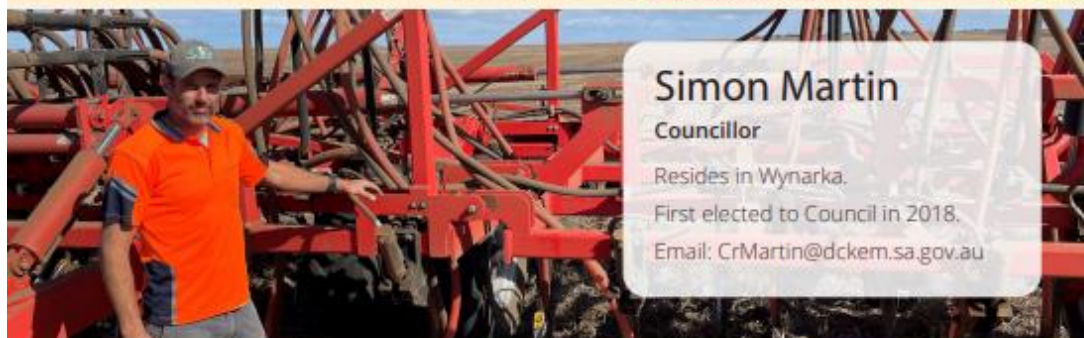 Simon Martin
Councillor
Resides in Wynarka.
First elected to Council in 2018.
Email: CrMartin@dckem.sa.gov.au